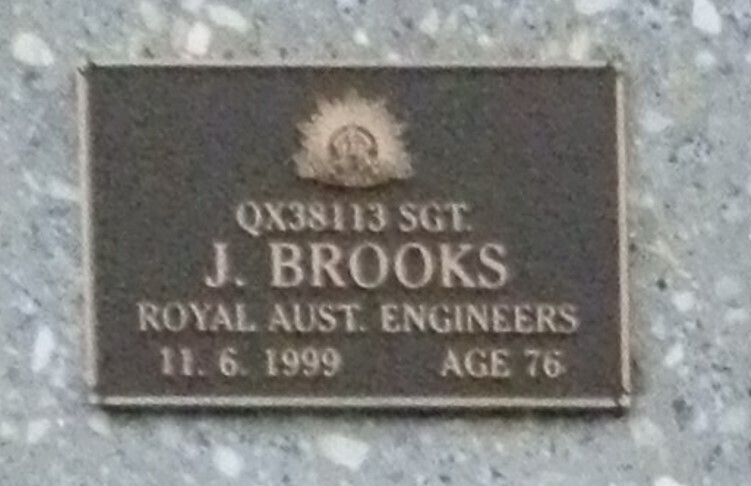 QX38113 SGT.
J. BROOKS
ROYAL AUST. ENGINEERS
11. 6. 1999 AGE 76